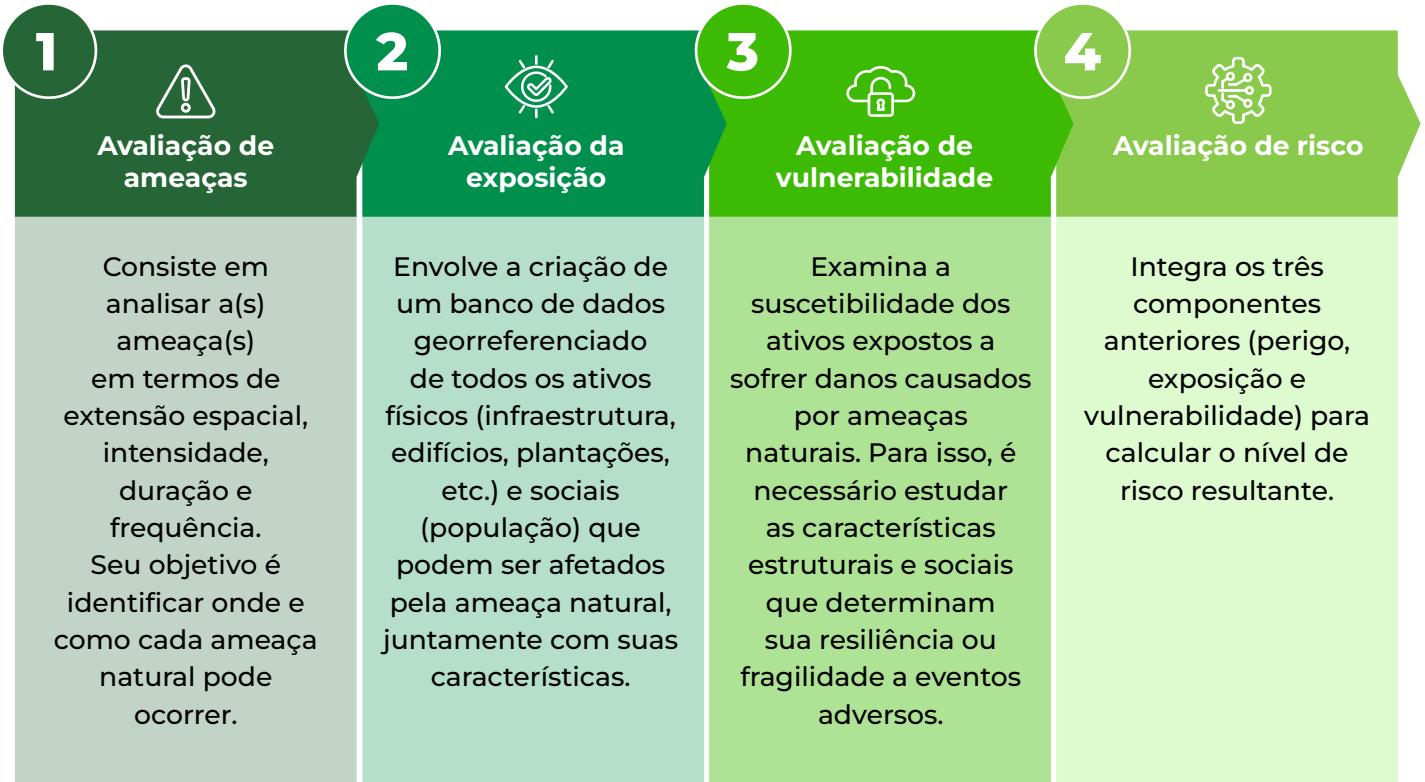 1
Avaliação de
ameaças
Consiste em
analisar a(s)
ameaça(s)
em termos de
extensão espacial,
intensidade,
duração e
frequência.
Seu objetivo é
identificar onde e
como cada ameaça
natural pode
ocorrer.
2
Avaliação da
exposição
Envolve a criação de
um banco de dados
georreferenciado
de todos os ativos
físicos (infraestrutura,
edifícios, plantações,
etc.) e sociais
(população) que
podem ser afetados
pela ameaça natural,
juntamente com suas
características.
3
Avaliação de
vulnerabilidade
Examina a
suscetibilidade dos
ativos expostos a
sofrer danos causados
por ameaças
naturais. Para isso, é
necessário estudar
as características
estruturais e sociais
que determinam
sua resiliência ou
fragilidade a eventos
adversos.
4
Avaliação de risco
Integra os três
componentes
anteriores (perigo,
exposição e
vulnerabilidade) para
calcular o nível de
risco resultante.